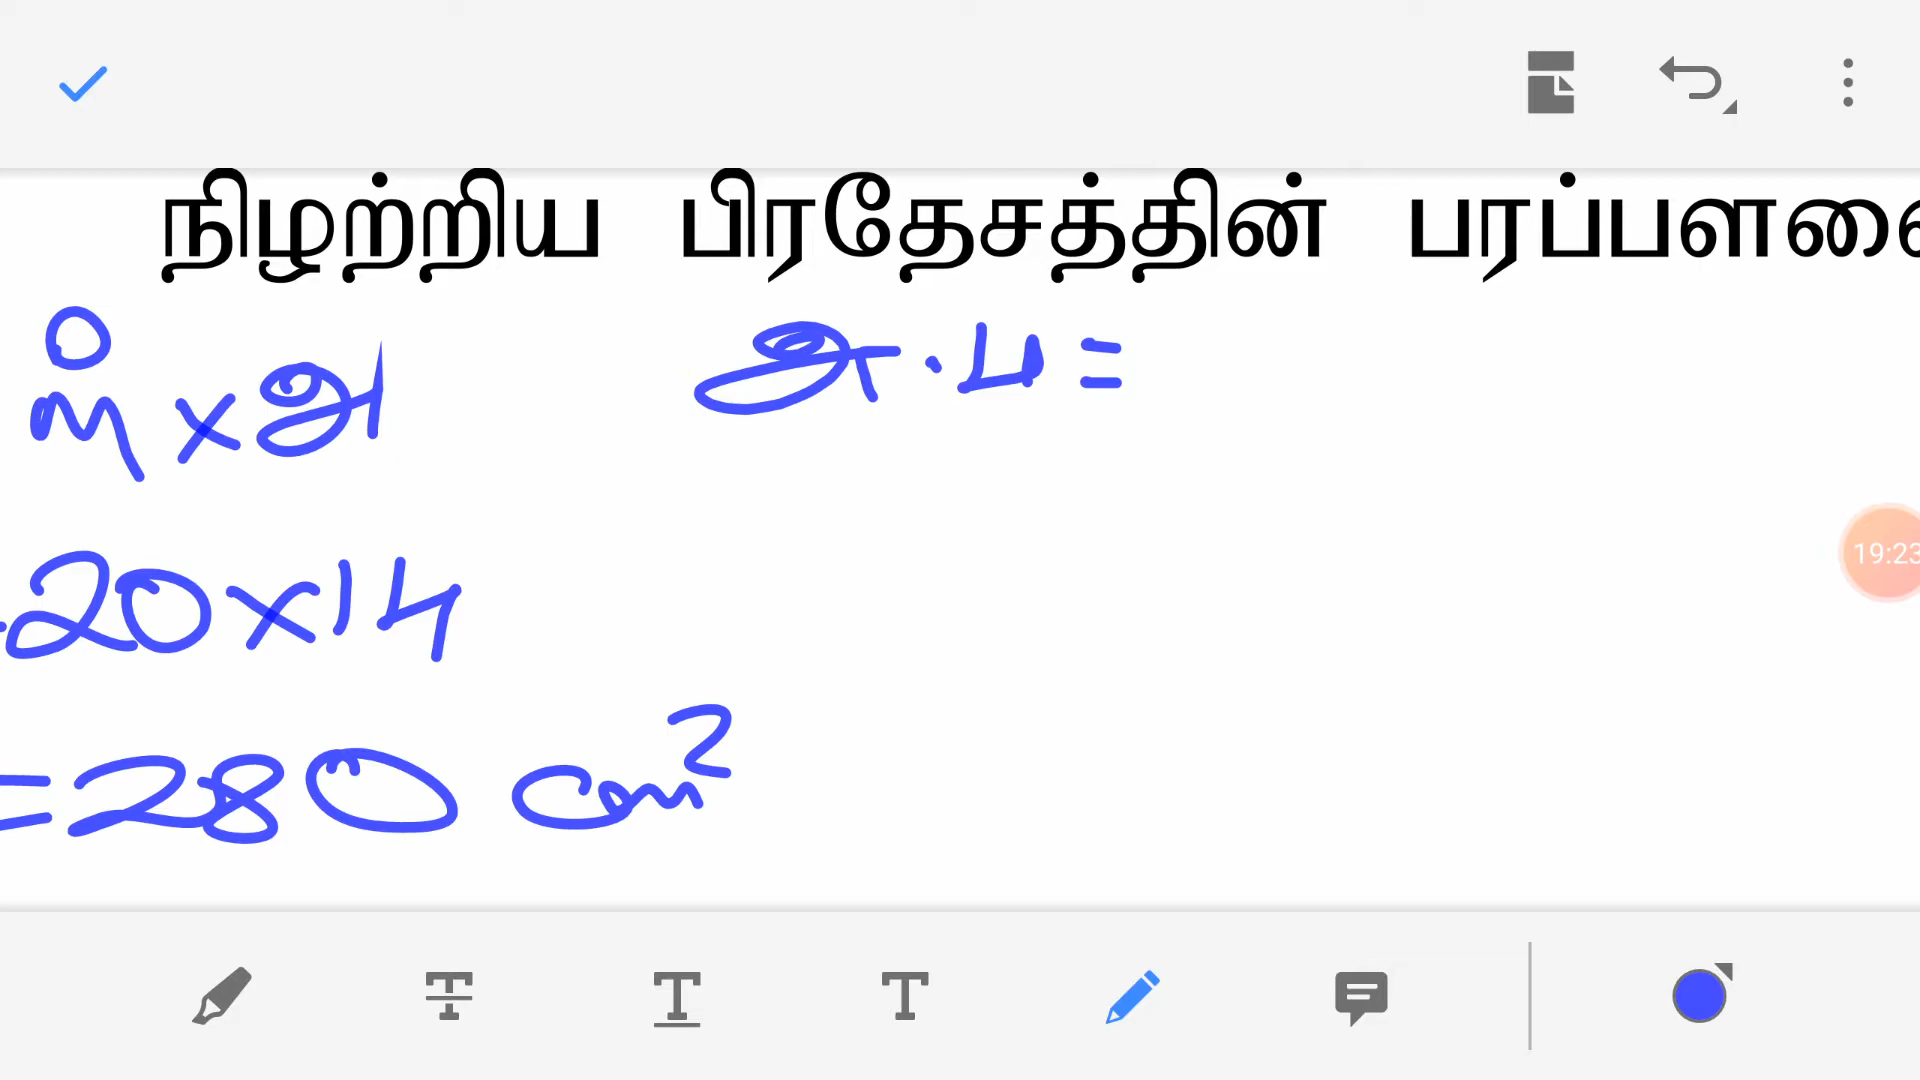 நிழற்றிய பிரதேசத்தின் பரப்பளவை
நீ × அ
அ.ப =
20 × 14
= 280 cm²
19:23